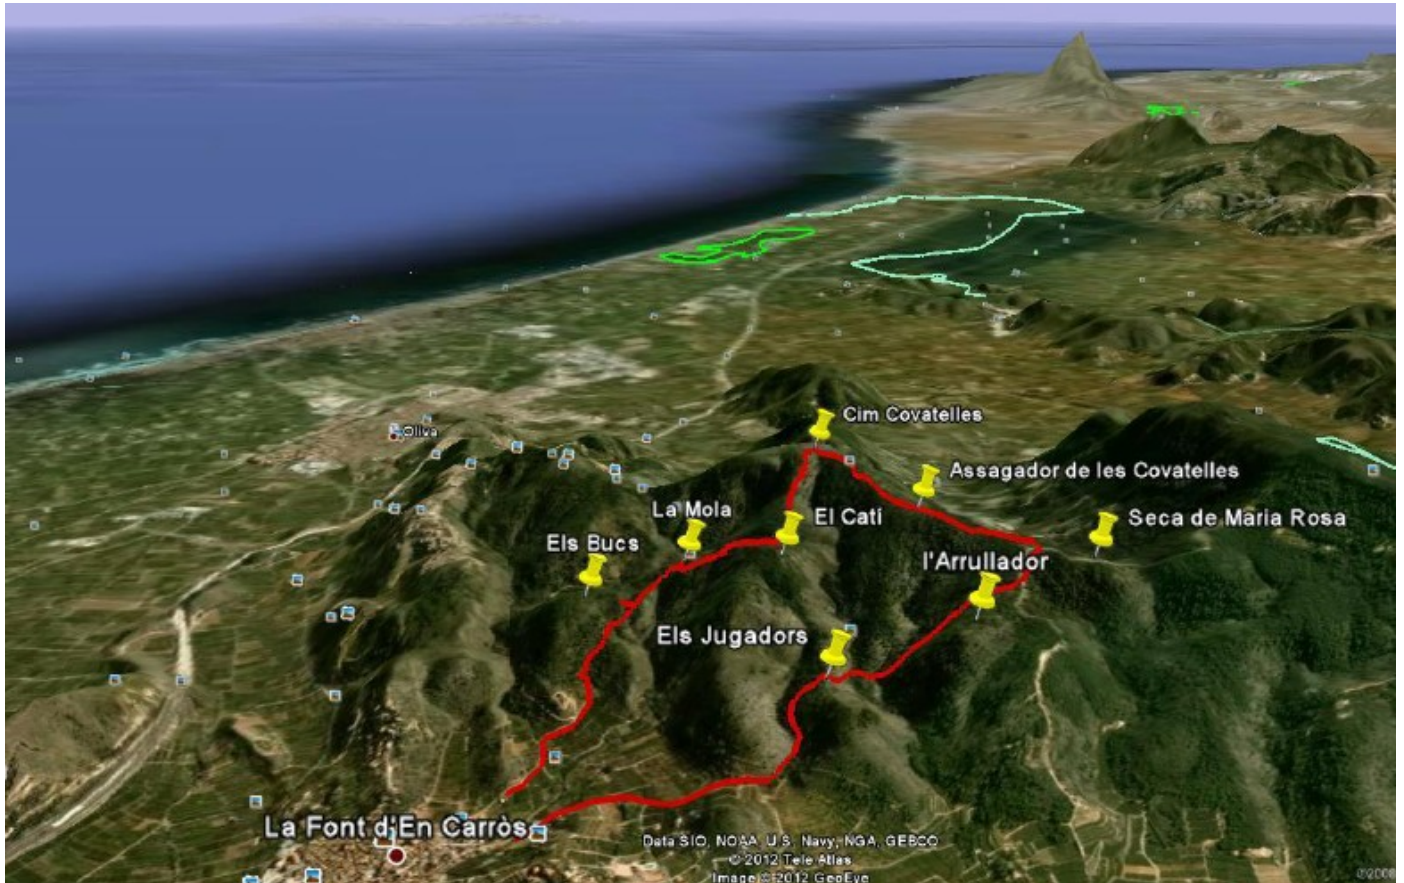 Cim Covatelles
Oliva
Assagador de les Covatelles
La Mola
El Catí
Seca de Maria Rosa
Els Bucs
l'Arrullador
Els Jugadors
La Font d'En Carròs
Data SIO, NOAA, U.S. Navy, NGA, GEBCO
© 2012 Tele Atlas
Image © 2012 GeoEye
©2008